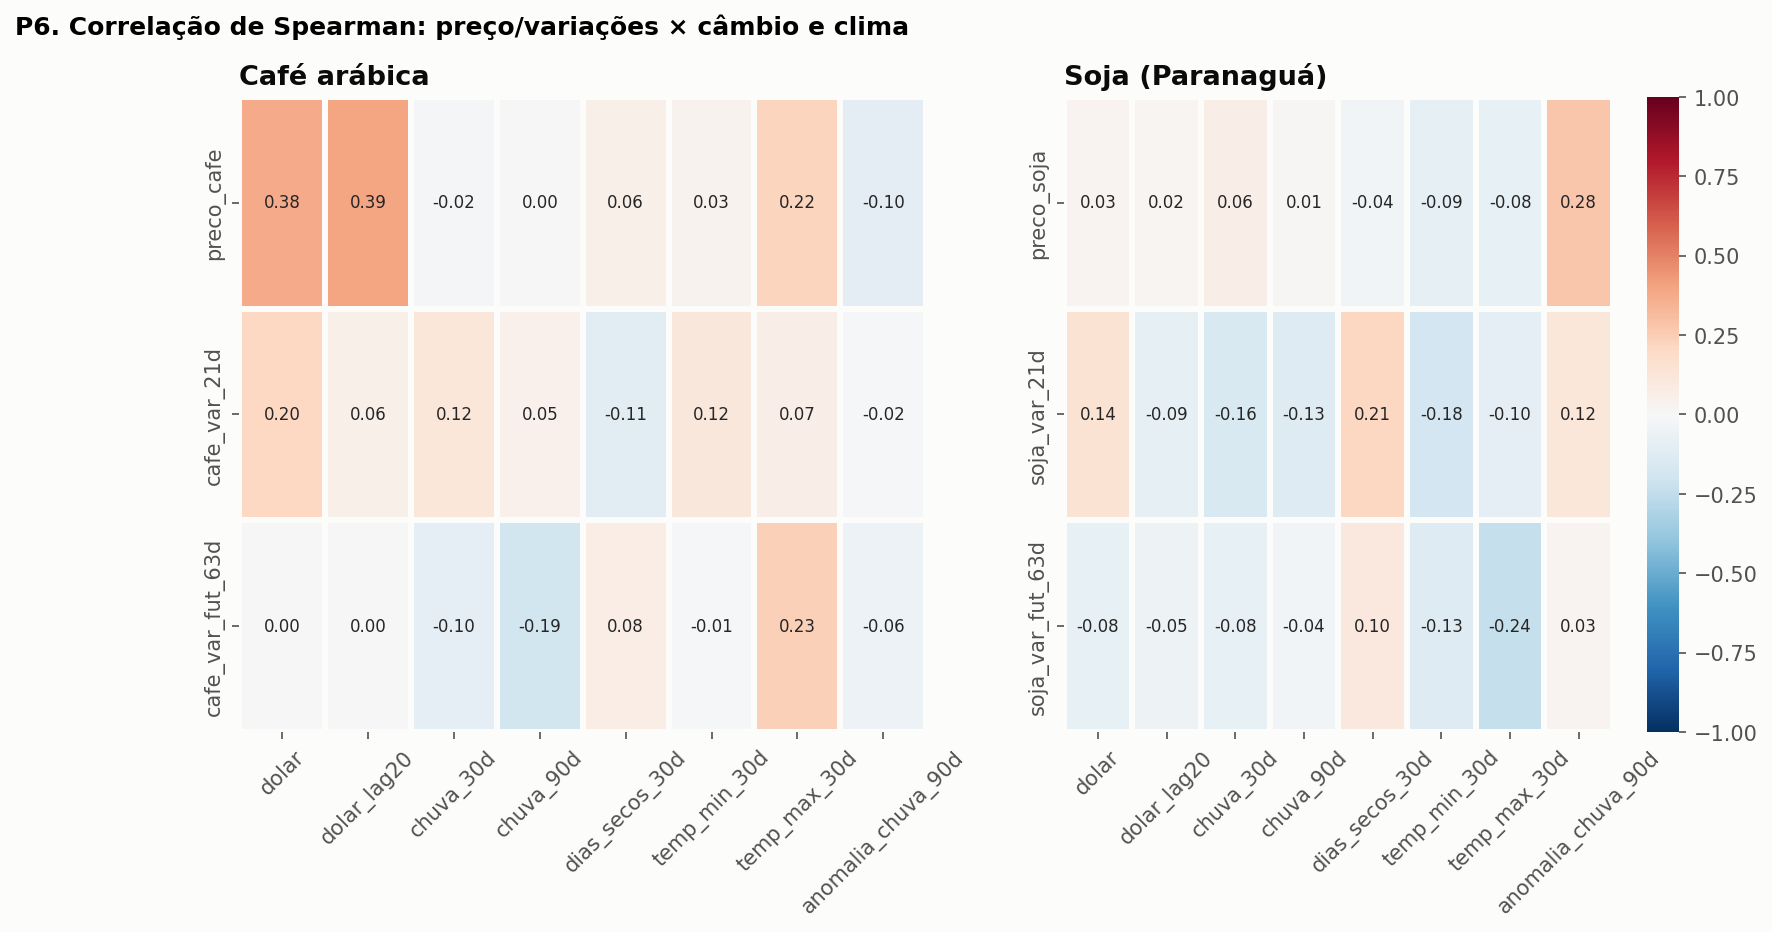 P6. Correlação de Spearman: preço/variações × câmbio e clima
Café arábica
preco_cafe
0.38 0.39 -0.02 0.00 0.06 0.03 0.22 -0.10
cafe_var_21d
0.20 0.06 0.12 0.05 -0.11 0.12 0.07 -0.02
cafe_var_fut_63d
0.00 0.00 -0.10 -0.19 0.08 -0.01 0.23 -0.06
dolar
dolar_lag20
chuva_30d
chuva_90d
dias_secos_30d
temp_min_30d
temp_max_30d
anomalia_chuva_90d
Soja (Paranaguá)
preco_soja
0.03 0.02 0.06 0.01 -0.04 -0.09 -0.08 0.28
soja_var_21d
0.14 -0.09 -0.16 -0.13 0.21 -0.18 -0.10 0.12
soja_var_fut_63d
-0.08 -0.05 -0.08 -0.04 0.10 -0.13 -0.24 0.03
dolar
dolar_lag20
chuva_30d
chuva_90d
dias_secos_30d
temp_min_30d
temp_max_30d
anomalia_chuva_90d
1.00
0.75
0.50
0.25
0.00
−0.25
−0.50
−0.75
−1.00